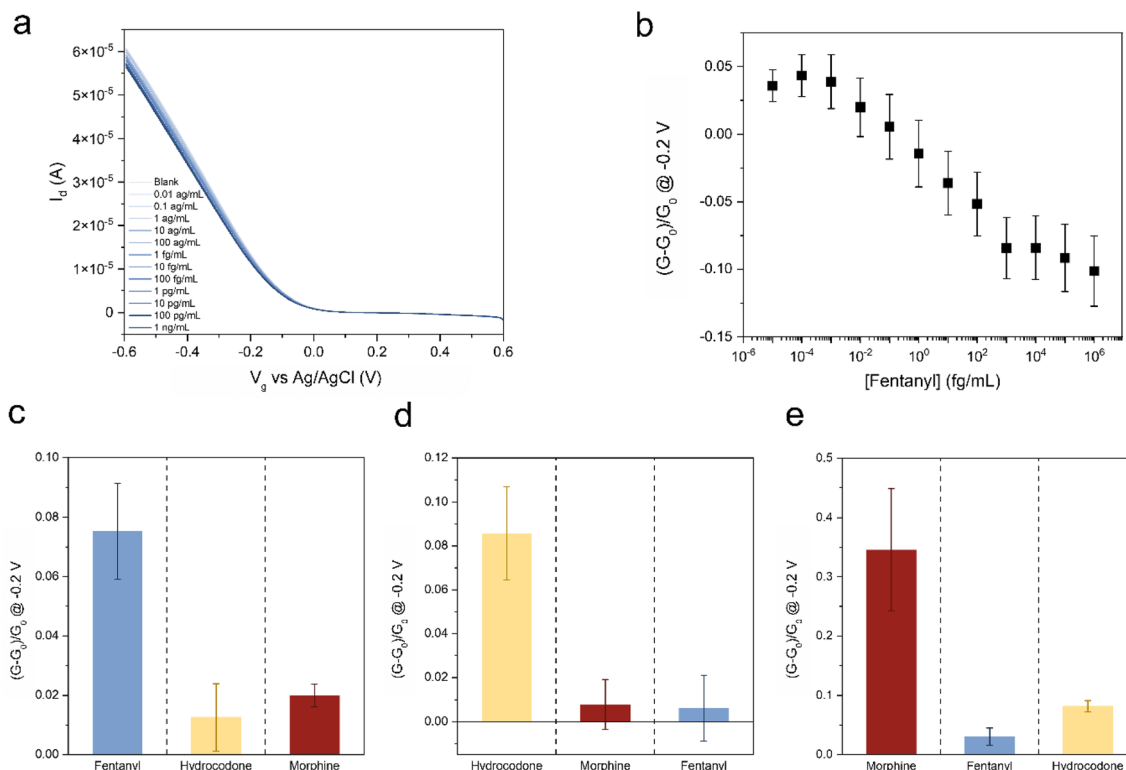 a
6×10⁻⁵
5×10⁻⁵
4×10⁻⁵
3×10⁻⁵
2×10⁻⁵
1×10⁻⁵
0
I_d (A)
Blank
0.01 ag/mL
0.1 ag/mL
1 ag/mL
10 ag/mL
100 ag/mL
1 fg/mL
10 fg/mL
100 fg/mL
1 pg/mL
10 pg/mL
100 pg/mL
1 ng/mL
-0.6 -0.4 -0.2 0.0 0.2 0.4 0.6
V_g vs Ag/AgCl (V)
b
0.05
0.00
-0.05
-0.10
-0.15
(G-G₀)/G₀ @ -0.2 V
10⁻⁶ 10⁻⁴ 10⁻² 10⁰ 10² 10⁴ 10⁶
[Fentanyl] (fg/mL)
c
0.10
0.08
0.06
0.04
0.02
0.00
(G-G₀)/G₀ @ -0.2 V
Fentanyl Hydrocodone Morphine
d
0.12
0.10
0.08
0.06
0.04
0.02
0.00
(G-G₀)/G₀ @ -0.2 V
Hydrocodone Morphine Fentanyl
e
0.5
0.4
0.3
0.2
0.1
0.0
(G-G₀)/G₀ @ -0.2 V
Morphine Fentanyl Hydrocodone